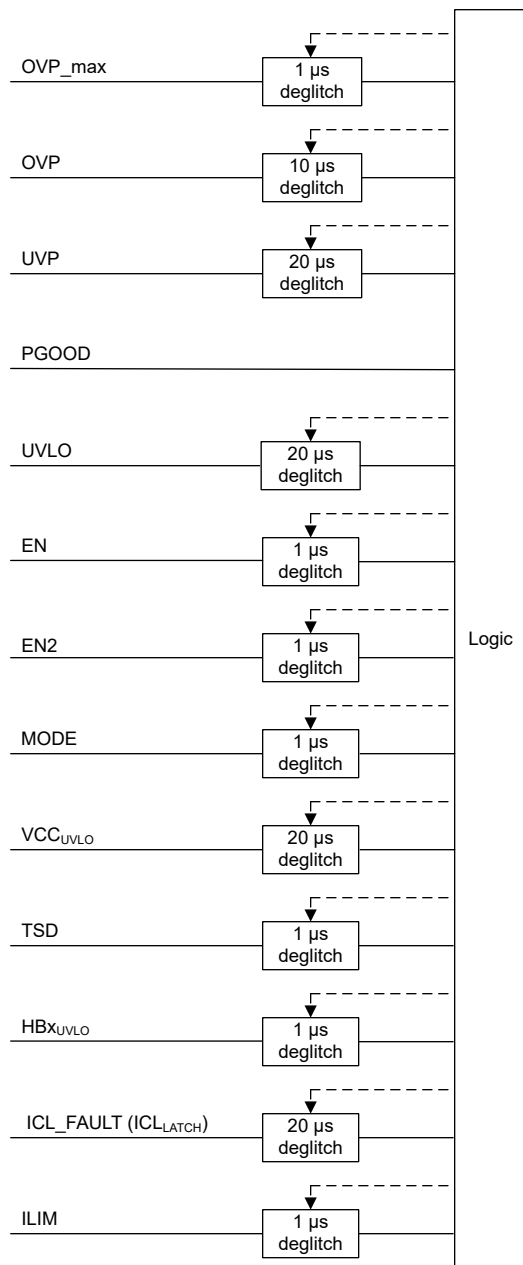 OVP_max
1 µs
deglitch
OVP
10 µs
deglitch
UVP
20 µs
deglitch
PGOOD
UVLO
20 µs
deglitch
EN
1 µs
deglitch
EN2
1 µs
deglitch
Logic
MODE
1 µs
deglitch
VCCUVLO
20 µs
deglitch
TSD
1 µs
deglitch
HBxUVLO
1 µs
deglitch
ICL_FAULT (ICLLATCH)
20 µs
deglitch
ILIM
1 µs
deglitch